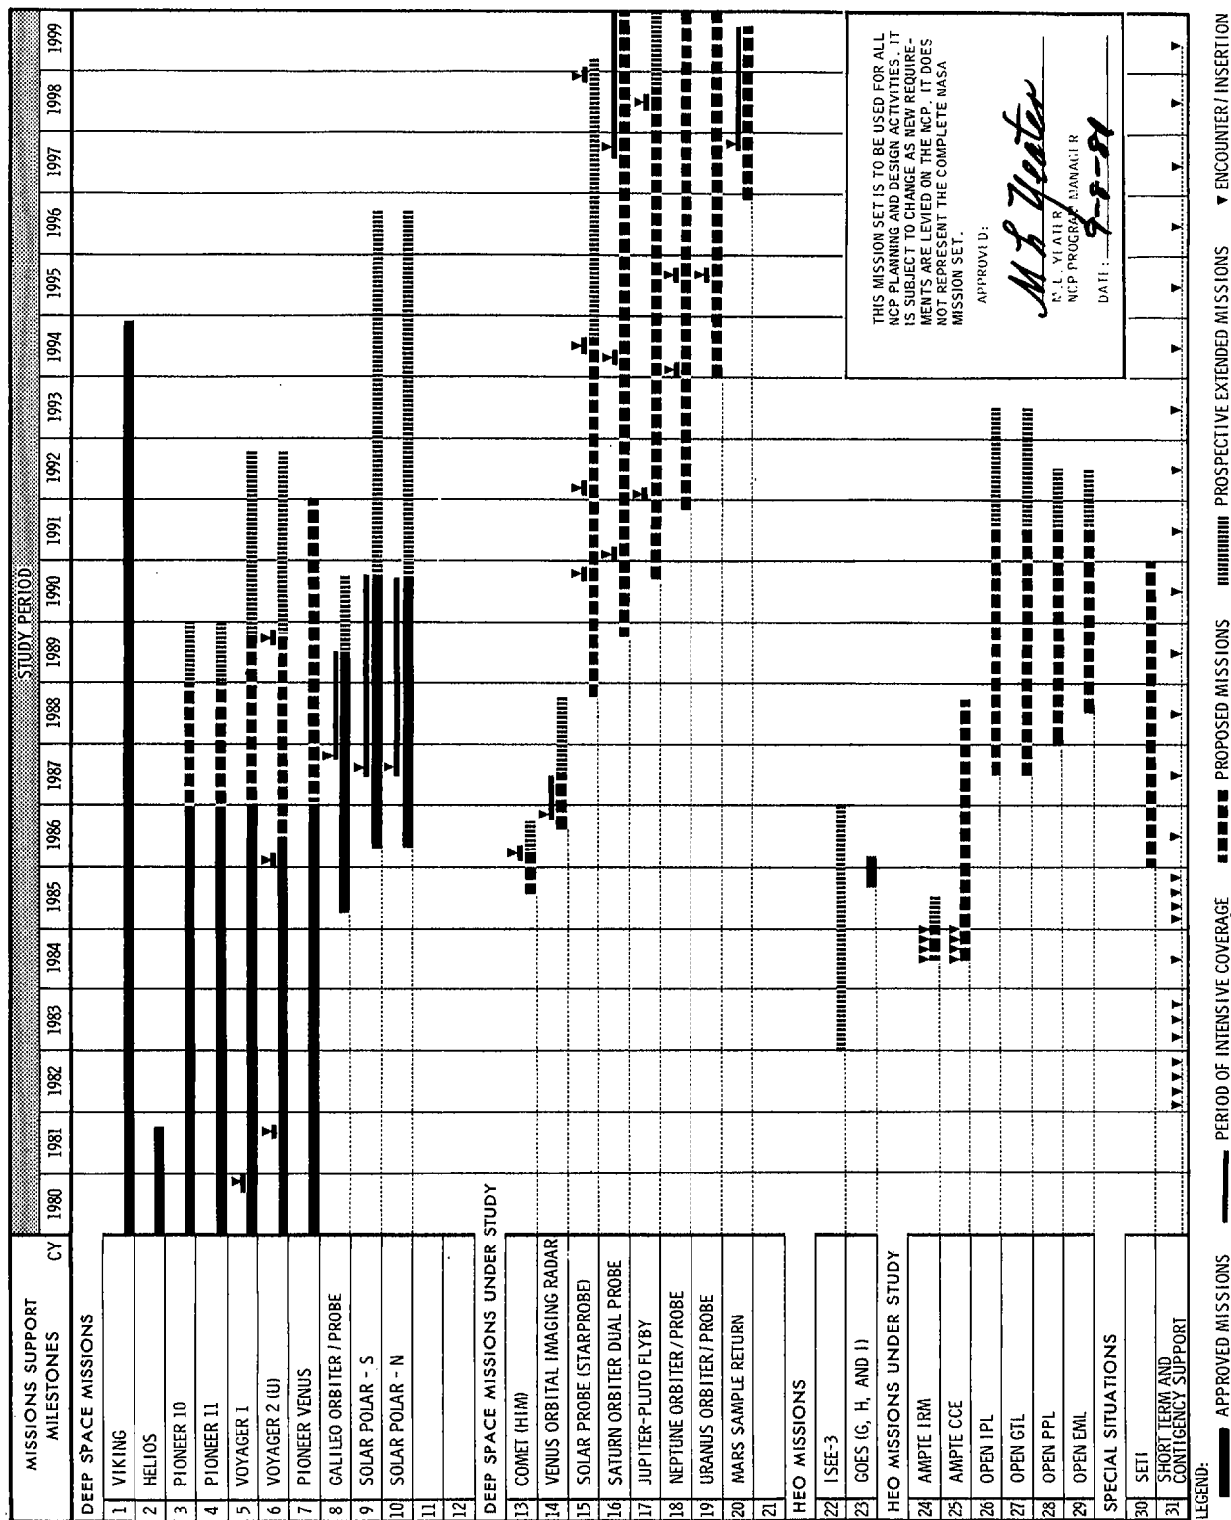 STUDY PERIOD
MISSIONS SUPPORT
MILESTONES CY 1980 1981 1982 1983 1984 1985 1986 1987 1988 1989 1990 1991 1992 1993 1994 1995 1996 1997 1998 1999
DEEP SPACE MISSIONS
1 VIKING
2 HELIOS
3 PIONEER 10
4 PIONEER 11
5 VOYAGER 1
6 VOYAGER 2 (U)
7 PIONEER VENUS
8 GALILEO ORBITER/PROBE
9 SOLAR POLAR - S
10 SOLAR POLAR - N
11
12
DEEP SPACE MISSIONS UNDER STUDY
13 COMET (HIM)
14 VENUS ORBITAL IMAGING RADAR
15 SOLAR PROBE (STARPROBE)
16 SATURN ORBITER DUAL PROBE
17 JUPITER-PLUTO FLYBY
18 NEPTUNE ORBITER/PROBE
19 URANUS ORBITER/PROBE
20 MARS SAMPLE RETURN
21
HEO MISSIONS
22 ISEE-3
23 GOES (G, H, AND I)
HEO MISSIONS UNDER STUDY
24 AMPTE IRM
25 AMPTE CCE
26 OPEN IPL
27 OPEN GTL
28 OPEN PPL
29 OPEN EML
SPECIAL SITUATIONS
30 SETI
31 SHORT TERM AND
CONTIGENCY SUPPORT
THIS MISSION SET IS TO BE USED FOR ALL
NCP PLANNING AND DESIGN ACTIVITIES. IT
IS SUBJECT TO CHANGE AS NEW REQUIRE-
MENTS ARE LEVIED ON THE NCP. IT DOES
NOT REPRESENT THE COMPLETE NASA
MISSION SET.
APPROVED:
M L Yeater
M.L. YEATER
NCP PROGRAM MANAGER
DATE:
LEGEND:
APPROVED MISSIONS PERIOD OF INTENSIVE COVERAGE PROPOSED MISSIONS PROSPECTIVE EXTENDED MISSIONS ENCOUNTER/INSERTION